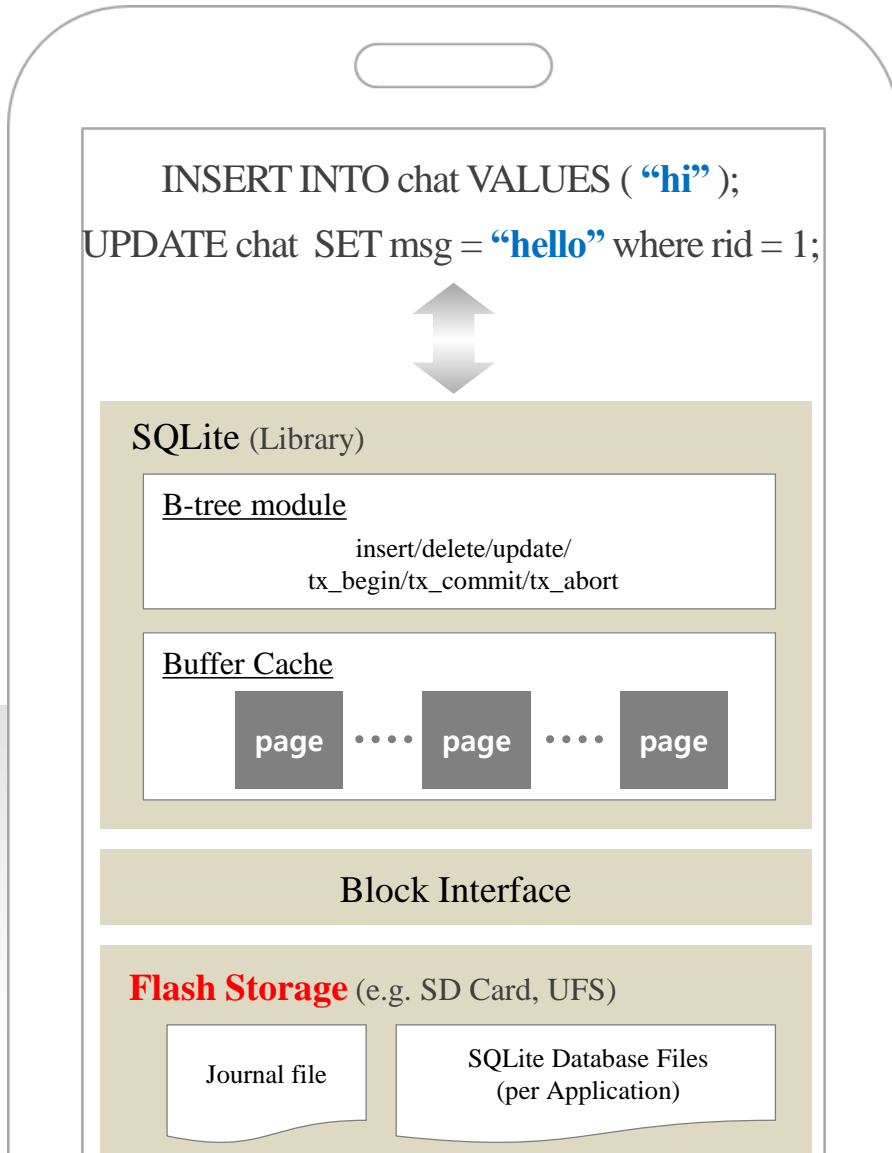 INSERT INTO chat VALUES ( “hi” );
UPDATE chat SET msg = “hello” where rid = 1;
SQLite (Library)
B-tree module
insert/delete/update/
tx_begin/tx_commit/tx_abort
Buffer Cache
page •••• page •••• page
Block Interface
Flash Storage (e.g. SD Card, UFS)
Journal file
SQLite Database Files
(per Application)